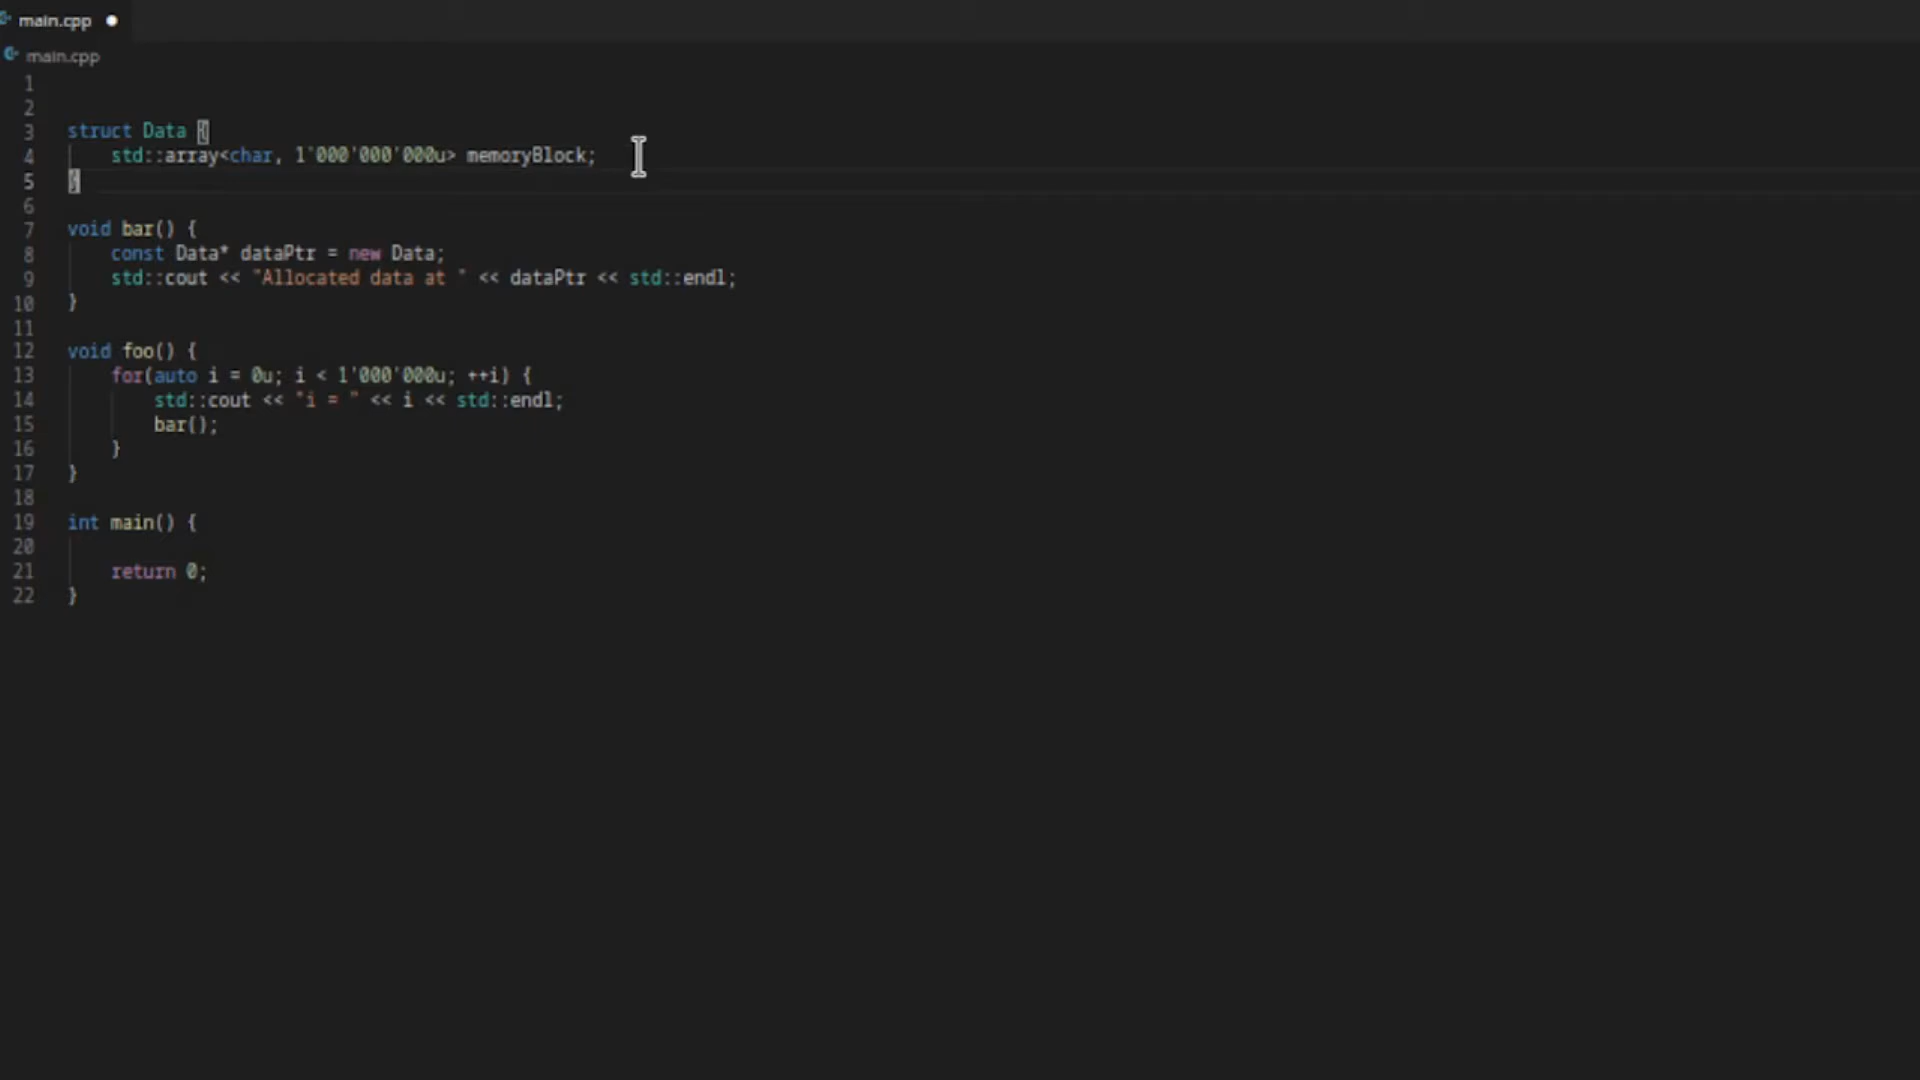 main.cpp
main.cpp
1
2
3 struct Data {
4     std::array<char, 1'000'000'000u> memoryBlock;
5 }
6
7 void bar() {
8     const Data* dataPtr = new Data;
9     std::cout << "Allocated data at " << dataPtr << std::endl;
10 }
11
12 void foo() {
13     for(auto i = 0u; i < 1'000'000u; ++i) {
14         std::cout << "i = " << i << std::endl;
15         bar();
16     }
17 }
18
19 int main() {
20
21     return 0;
22 }